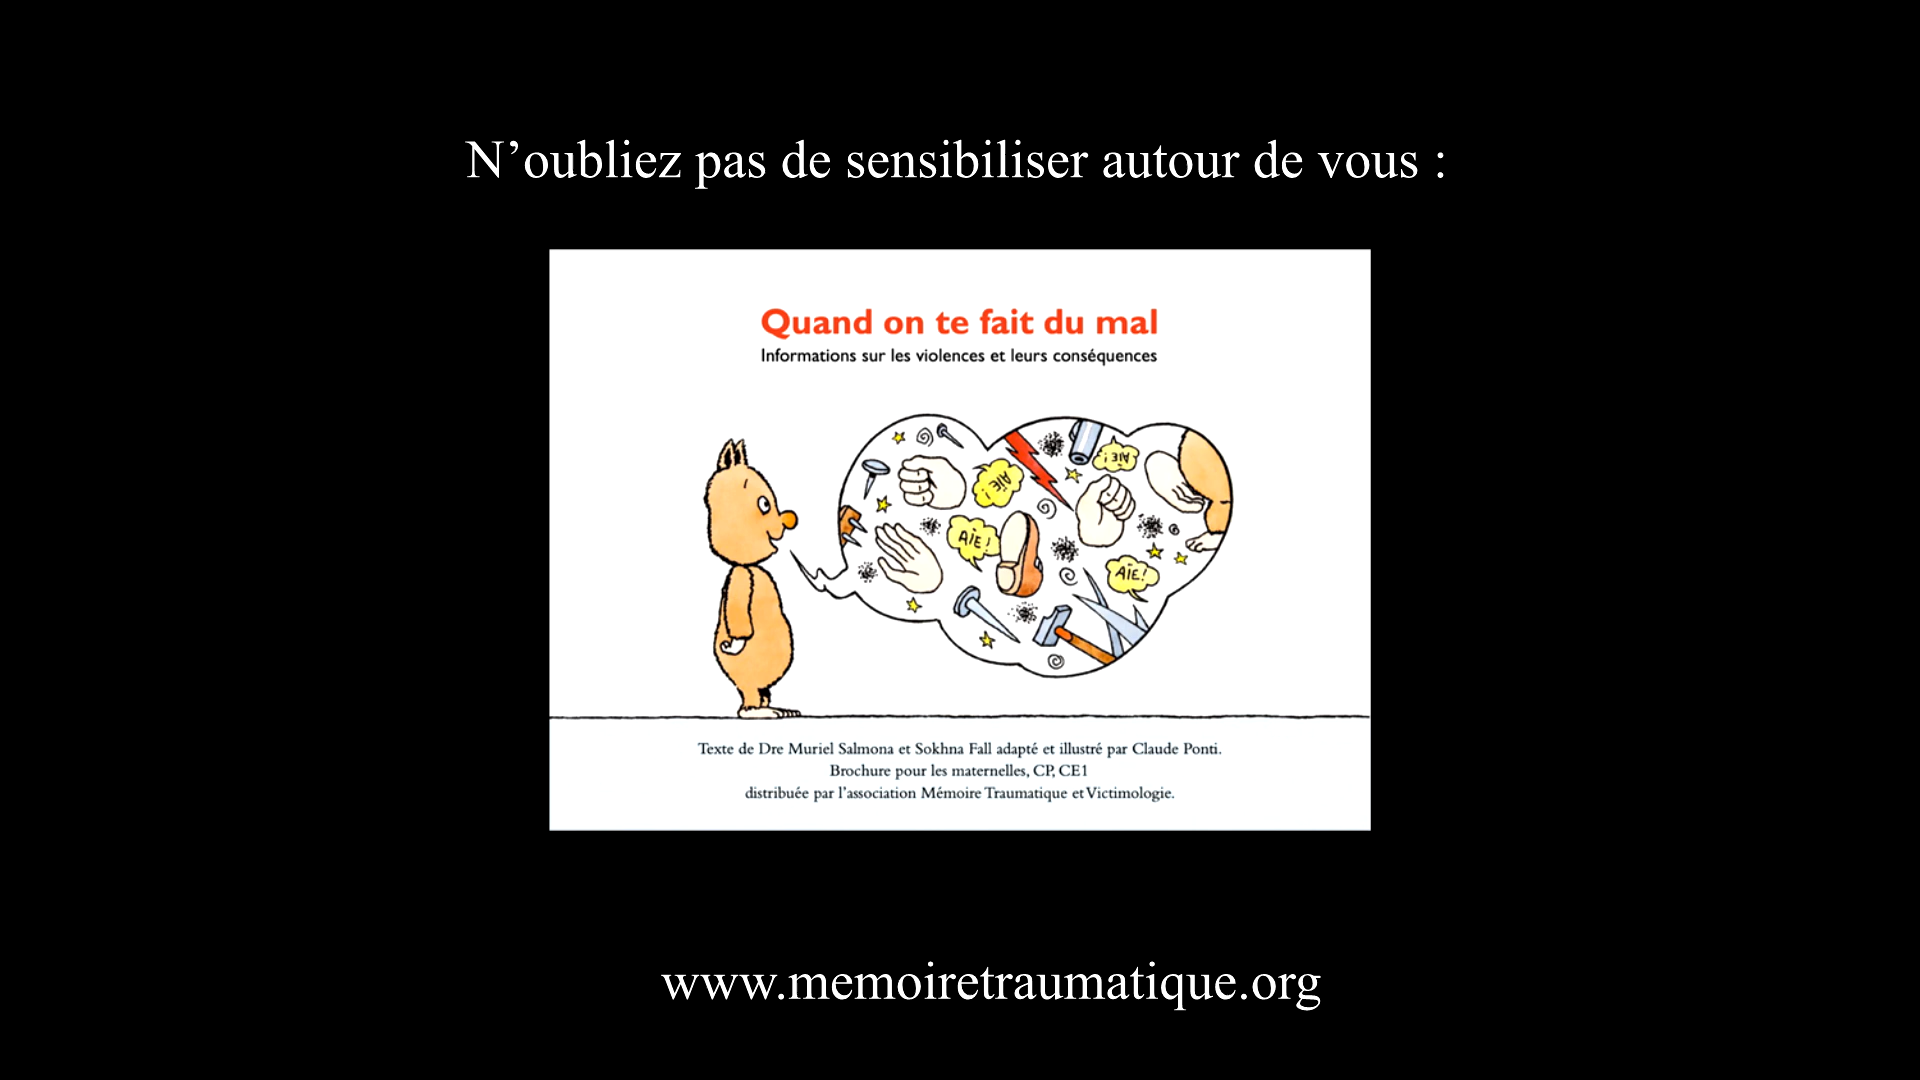 N’oubliez pas de sensibiliser autour de vous :
Quand on te fait du mal
Informations sur les violences et leurs conséquences
AÏE!
AÏE!
AÏE!
AÏE!
Texte de Dre Muriel Salmona et Sokhna Fall adapté et illustré par Claude Ponti.
Brochure pour les maternelles, CP, CE1
distribuée par l’association Mémoire Traumatique et Victimologie.
www.memoiretraumatique.org